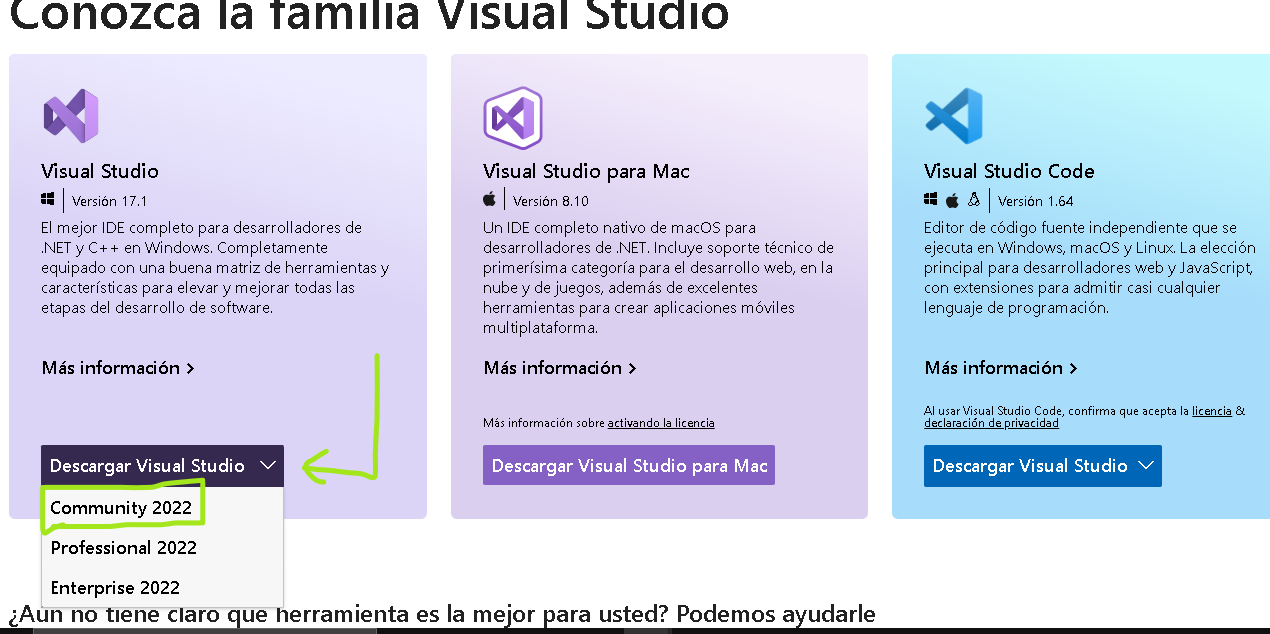 Conozca la familia Visual Studio
Visual Studio
Versión 17.1
El mejor IDE completo para desarrolladores de
.NET y C++ en Windows. Completamente
equipado con una buena matriz de herramientas y
características para elevar y mejorar todas las
etapas del desarrollo de software.
Más información
Descargar Visual Studio
Community 2022
Professional 2022
Enterprise 2022
Visual Studio para Mac
Versión 8.10
Un IDE completo nativo de macOS para
desarrolladores de .NET. Incluye soporte técnico de
primerísima categoría para el desarrollo web, en la
nube y de juegos, además de excelentes
herramientas para crear aplicaciones móviles
multiplataforma.
Más información
Más información sobre activando la licencia
Descargar Visual Studio para Mac
Visual Studio Code
Versión 1.64
Editor de código fuente independiente que se
ejecuta en Windows, macOS y Linux. La elección
principal para desarrolladores web y JavaScript,
con extensiones para admitir casi cualquier
lenguaje de programación.
Más información
Al usar Visual Studio Code, confirma que acepta la licencia &
declaración de privacidad
Descargar Visual Studio
¿Aún no tiene claro qué herramienta es la mejor para usted? Podemos ayudarle